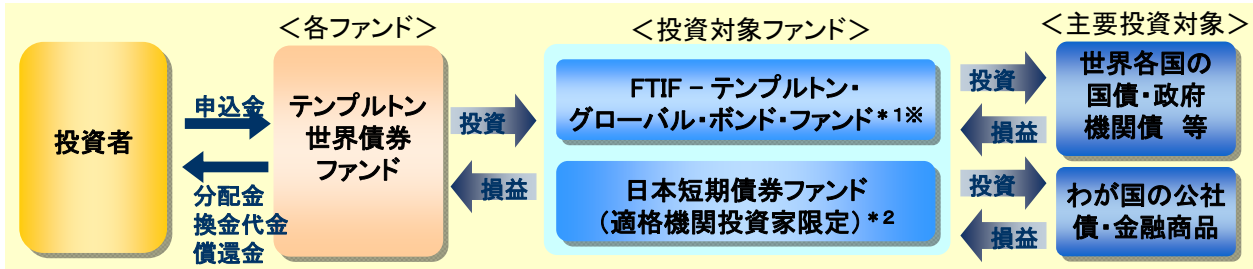 ＜各ファンド＞
＜投資対象ファンド＞
＜主要投資対象＞
投資者
申込金
分配金
換金代金
償還金
テンプルトン
世界債券
ファンド
投資
損益
FTIF－テンプルトン・
グローバル・ボンド・ファンド＊1※
日本短期債券ファンド
（適格機関投資家限定）＊2
投資
損益
投資
損益
世界各国の
国債・政府
機関債　等
わが国の公社
債・金融商品